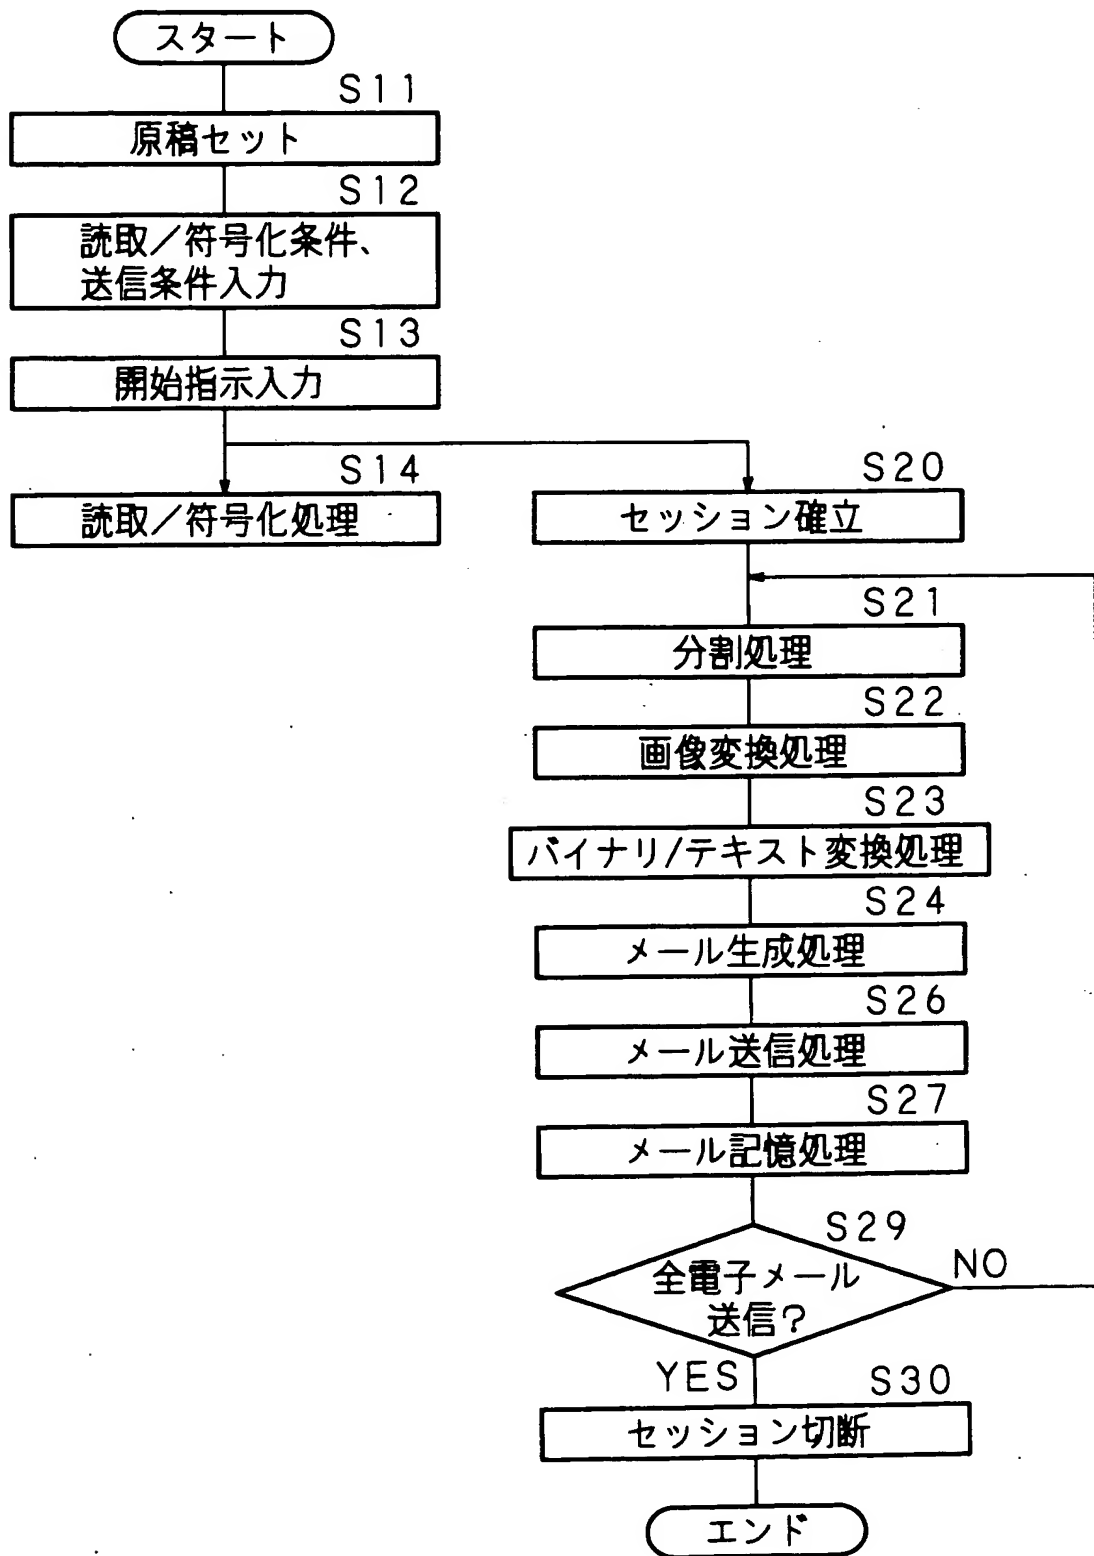 スタート
S11
原稿セット
S12
読取／符号化条件、
送信条件入力
S13
開始指示入力
S14
読取／符号化処理
S20
セッション確立
S21
分割処理
S22
画像変換処理
S23
バイナリ/テキスト変換処理
S24
メール生成処理
S26
メール送信処理
S27
メール記憶処理
S29
全電子メール
送信？
NO
YES
S30
セッション切断
エンド